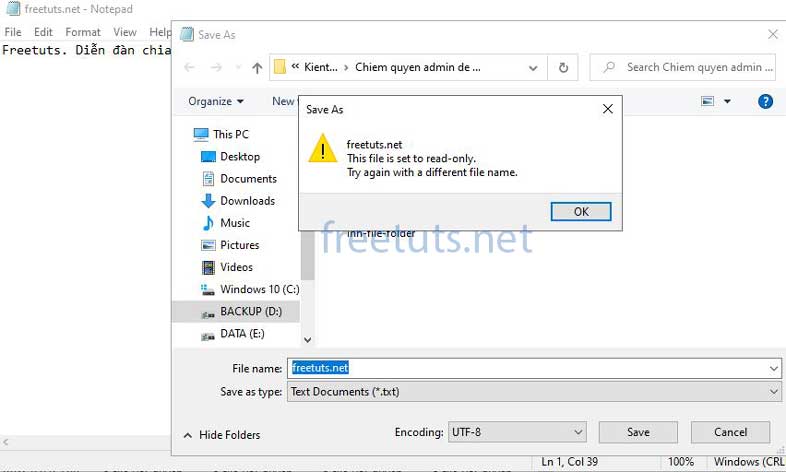 freetuts.net - Notepad
File Edit Format View Help
Freetuts. Diễn đàn chia
Save As
« Kient... › Chiem quyen admin de ...
Search Chiem quyen admin ...
Organize
New
This PC
Desktop
Documents
Downloads
Music
Pictures
Videos
Windows 10 (C:)
BACKUP (D:)
DATA (E:)
Save As
freetuts.net
This file is set to read-only.
Try again with a different file name.
OK
inh-file-folder
freetuts.net
File name: freetuts.net
Save as type: Text Documents (*.txt)
Hide Folders
Encoding: UTF-8
Save
Cancel
Ln 1, Col 39
100%
Windows (CRL